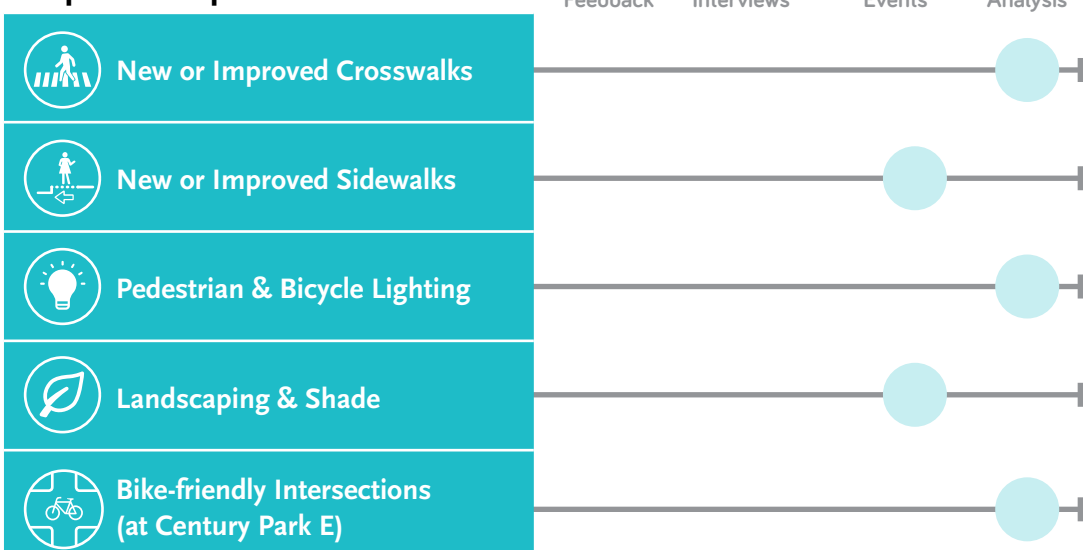 Feedback Interviews Events Analysis
New or Improved Crosswalks
New or Improved Sidewalks
Pedestrian & Bicycle Lighting
Landscaping & Shade
Bike-friendly Intersections
(at Century Park E)